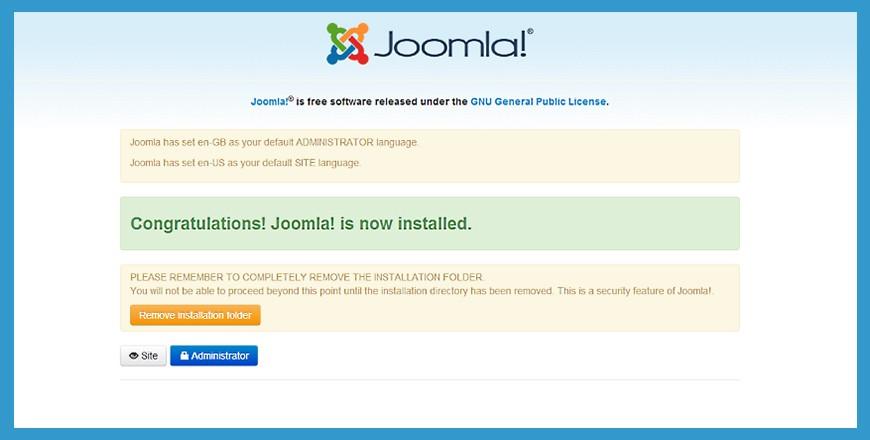 Joomla!®
Joomla!® is free software released under the GNU General Public License.
Joomla has set en-GB as your default ADMINISTRATOR language.
Joomla has set en-US as your default SITE language.
Congratulations! Joomla! is now installed.
PLEASE REMEMBER TO COMPLETELY REMOVE THE INSTALLATION FOLDER.
You will not be able to proceed beyond this point until the installation directory has been removed. This is a security feature of Joomla!.
Remove installation folder
Site Administrator